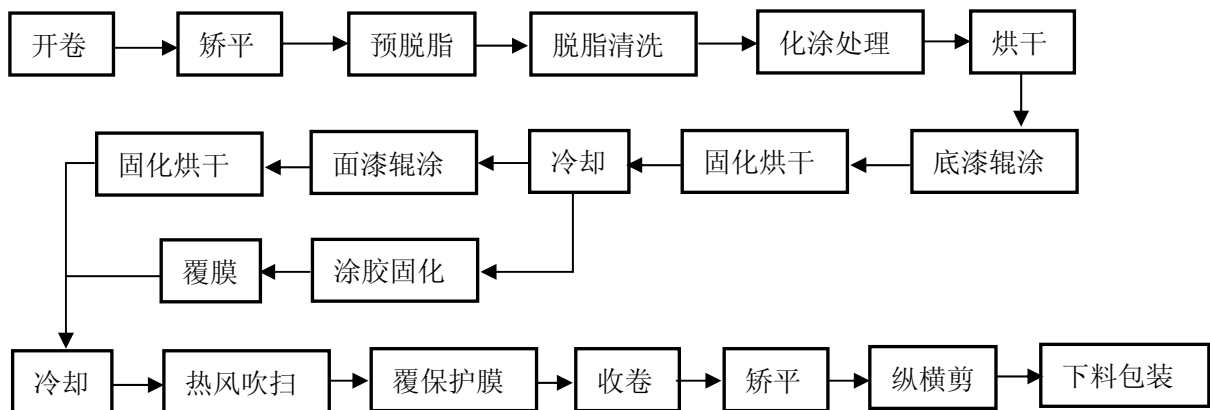 开卷
矫平
预脱脂
脱脂清洗
化涂处理
烘干
底漆辊涂
固化烘干
冷却
面漆辊涂
固化烘干
涂胶固化
覆膜
冷却
热风吹扫
覆保护膜
收卷
矫平
纵横剪
下料包装